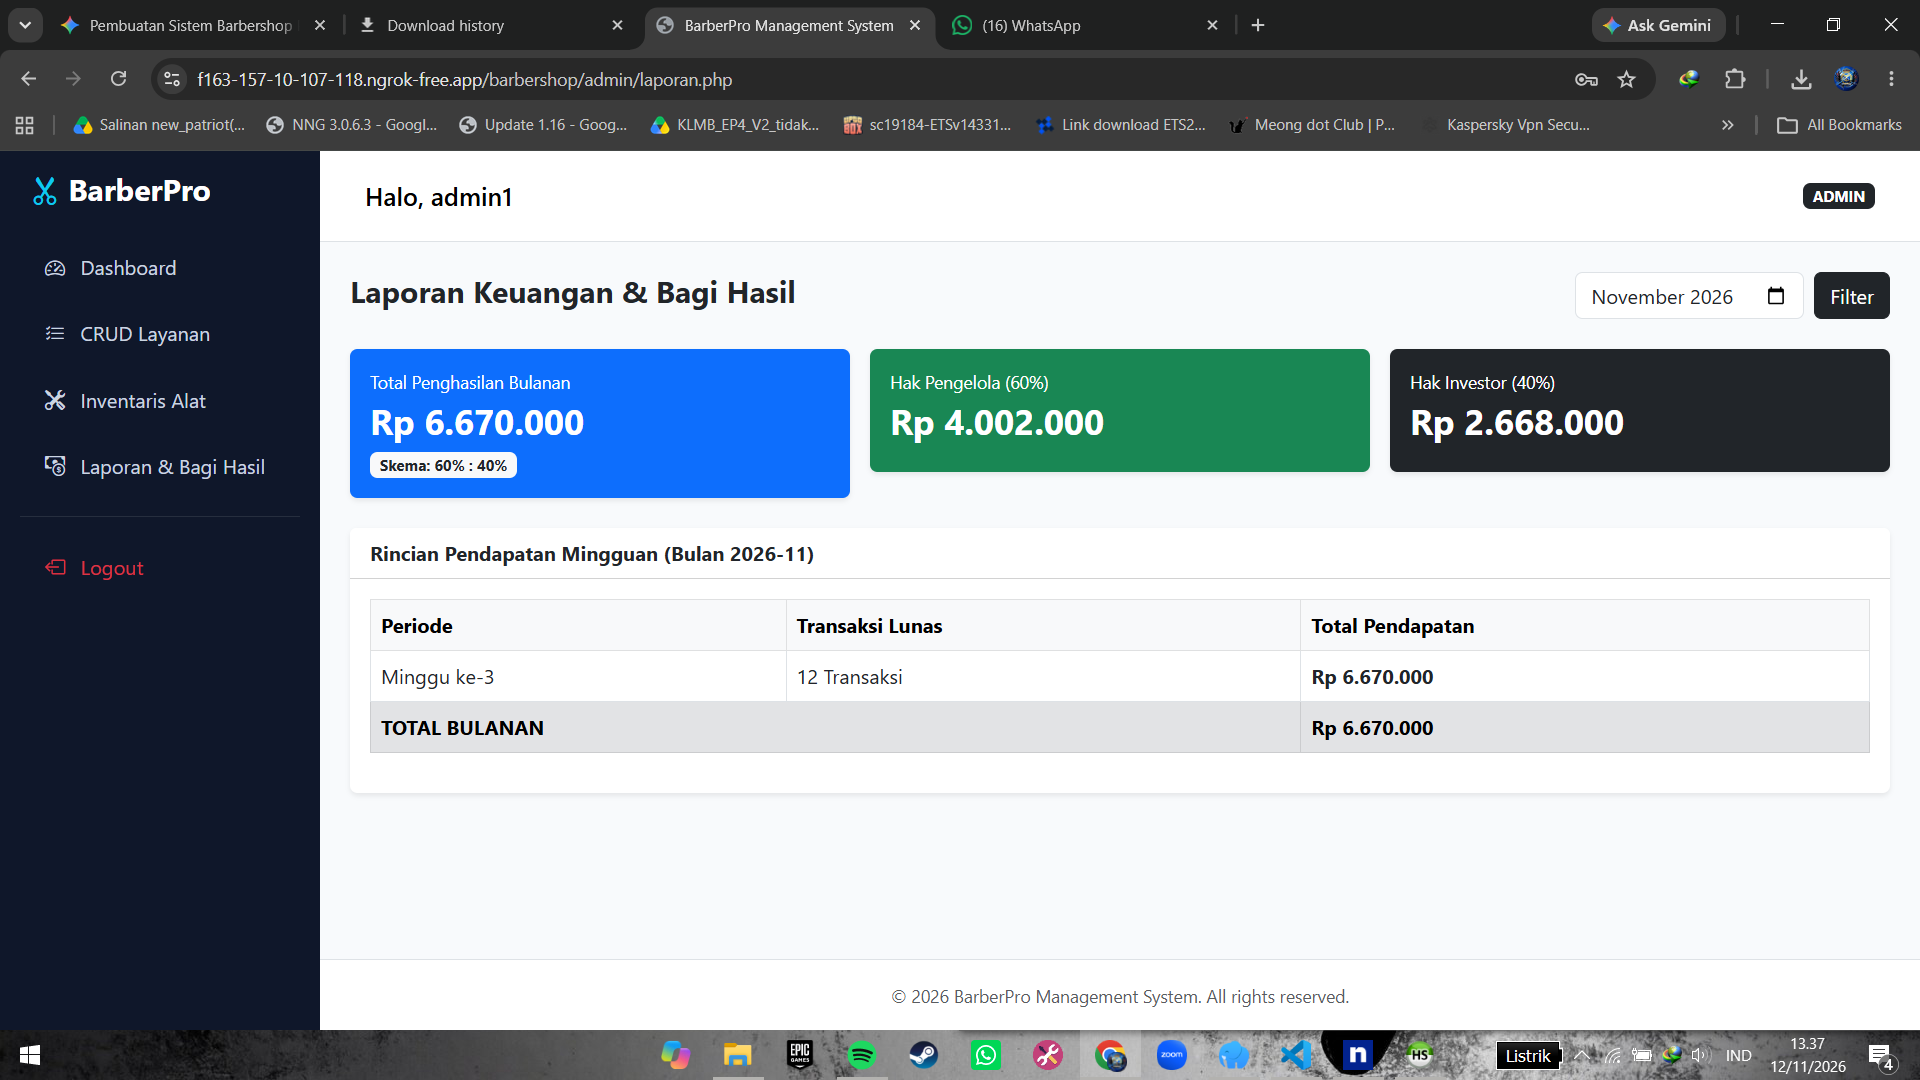 Pembuatan Sistem Barbershop
Download history
BarberPro Management System
(16) WhatsApp
Ask Gemini
f163-157-10-107-118.ngrok-free.app/barbershop/admin/laporan.php
Salinan new_patriot(...
NNG 3.0.6.3 - Googl...
Update 1.16 - Goog...
KLMB_EP4_V2_tidak...
sc19184-ETSv14331...
Link download ETS2...
Meong dot Club | P...
Kaspersky Vpn Secu...
All Bookmarks
BarberPro
Dashboard
CRUD Layanan
Inventaris Alat
Laporan & Bagi Hasil
Logout
Halo, admin1
ADMIN
Laporan Keuangan & Bagi Hasil
November 2026
Filter
Total Penghasilan Bulanan
Rp 6.670.000
Skema: 60% : 40%
Hak Pengelola (60%)
Rp 4.002.000
Hak Investor (40%)
Rp 2.668.000
Rincian Pendapatan Mingguan (Bulan 2026-11)
Periode
Transaksi Lunas
Total Pendapatan
Minggu ke-3
12 Transaksi
Rp 6.670.000
TOTAL BULANAN
Rp 6.670.000
© 2026 BarberPro Management System. All rights reserved.
EPIC GAMES
zoom
n
HS
Listrik
IND
13.37
12/11/2026
4